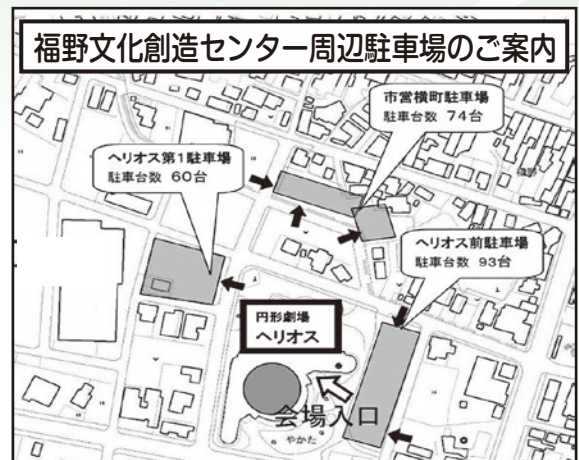 福野文化創造センター周辺駐車場のご案内
市営横町駐車場
駐車台数 74台
ヘリオス第1駐車場
駐車台数 60台
ヘリオス前駐車場
駐車台数 93台
円形劇場
ヘリオス
会場入口
やかた